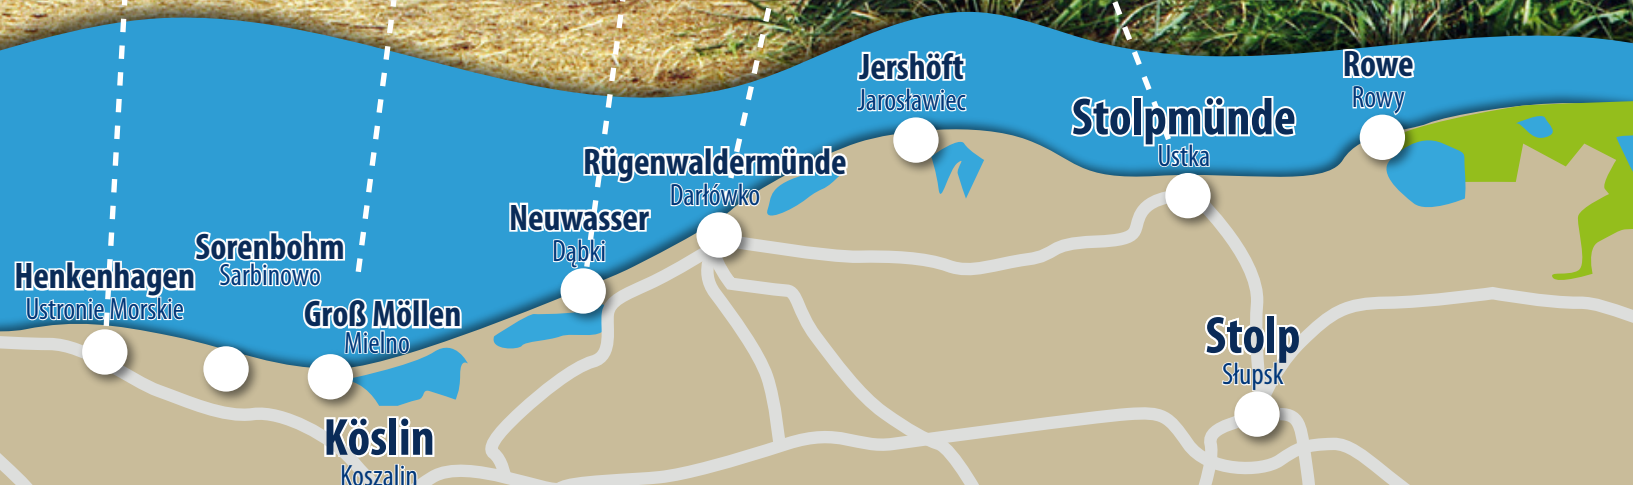 Henkenhagen
Ustronie Morskie
Sorenbohm
Sarbinowo
Groß Möllen
Mielno
Köslin
Koszalin
Neuwasser
Dąbki
Rügenwaldermünde
Darłówko
Jershöft
Jarosławiec
Stolpmünde
Ustka
Rowe
Rowy
Stolp
Słupsk